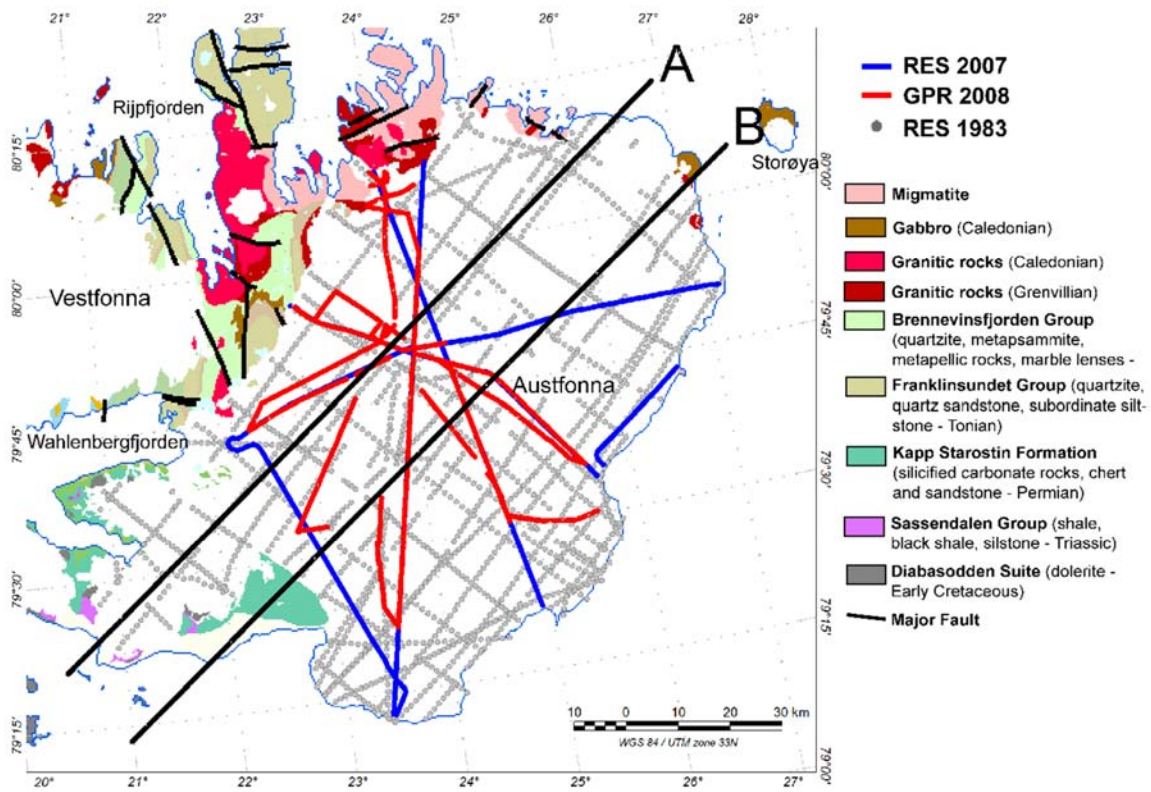 21° 22° 23° 24° 25° 26° 27° 28°
A
B
Rijpfjorden
Storøya
Vestfonna
Austfonna
Wahlenbergfjorden
80°15'
80°00'
79°45'
79°30'
79°15'
80°00'
79°45'
79°30'
79°15'
79°00'
10 0 10 20 30 km
WGS 84 / UTM zone 33N
20° 21° 22° 23° 24° 25° 26° 27°
RES 2007
GPR 2008
RES 1983
Migmatite
Gabbro (Caledonian)
Granitic rocks (Caledonian)
Granitic rocks (Grenvillian)
Brennevinsfjorden Group
(quartzite, metapsammite,
metapellic rocks, marble lenses -
Franklinsundet Group (quartzite,
quartz sandstone, subordinate silt-
stone - Tonian)
Kapp Starostin Formation
(silicified carbonate rocks, chert
and sandstone - Permian)
Sassendalen Group (shale,
black shale, silstone - Triassic)
Diabasodden Suite (dolerite -
Early Cretaceous)
Major Fault